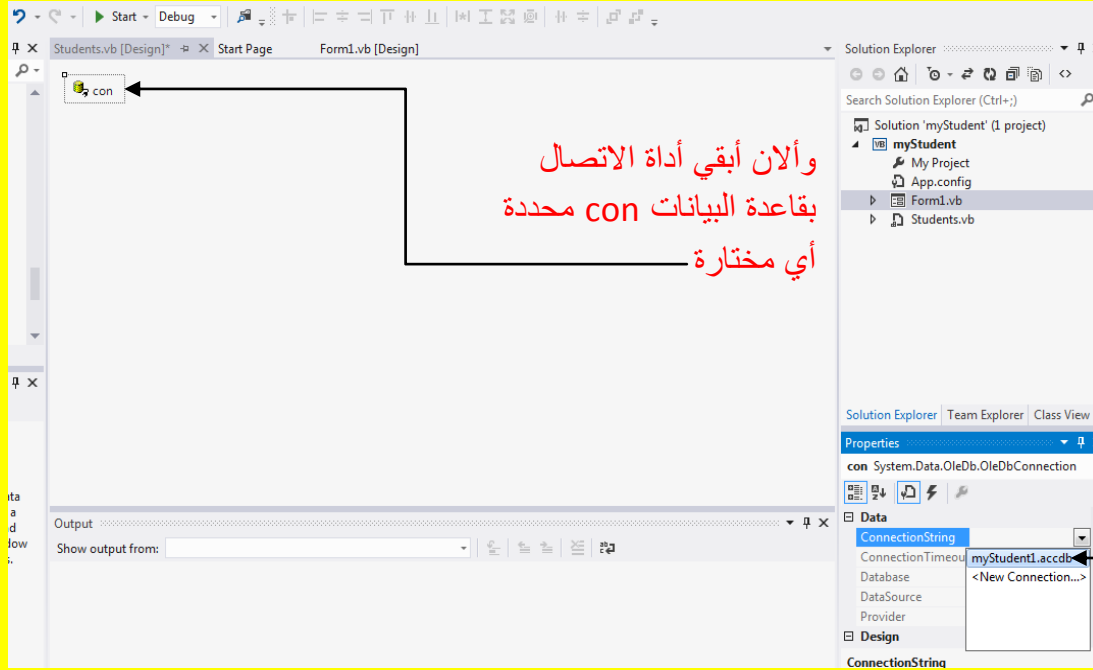 Start
Debug
Students.vb [Design]*
Start Page
Form1.vb [Design]
con
وألان أبقي أداة الاتصال
بقاعدة البيانات con محددة
أي مختارة
Output
Show output from:
Solution Explorer
Search Solution Explorer (Ctrl+;)
Solution 'myStudent' (1 project)
VB myStudent
My Project
App.config
Form1.vb
Students.vb
Solution Explorer Team Explorer Class View
Properties
con System.Data.OleDb.OleDbConnection
Data
ConnectionString
ConnectionTimeou
myStudent1.accdb
Database
<New Connection...>
DataSource
Provider
Design
ConnectionString